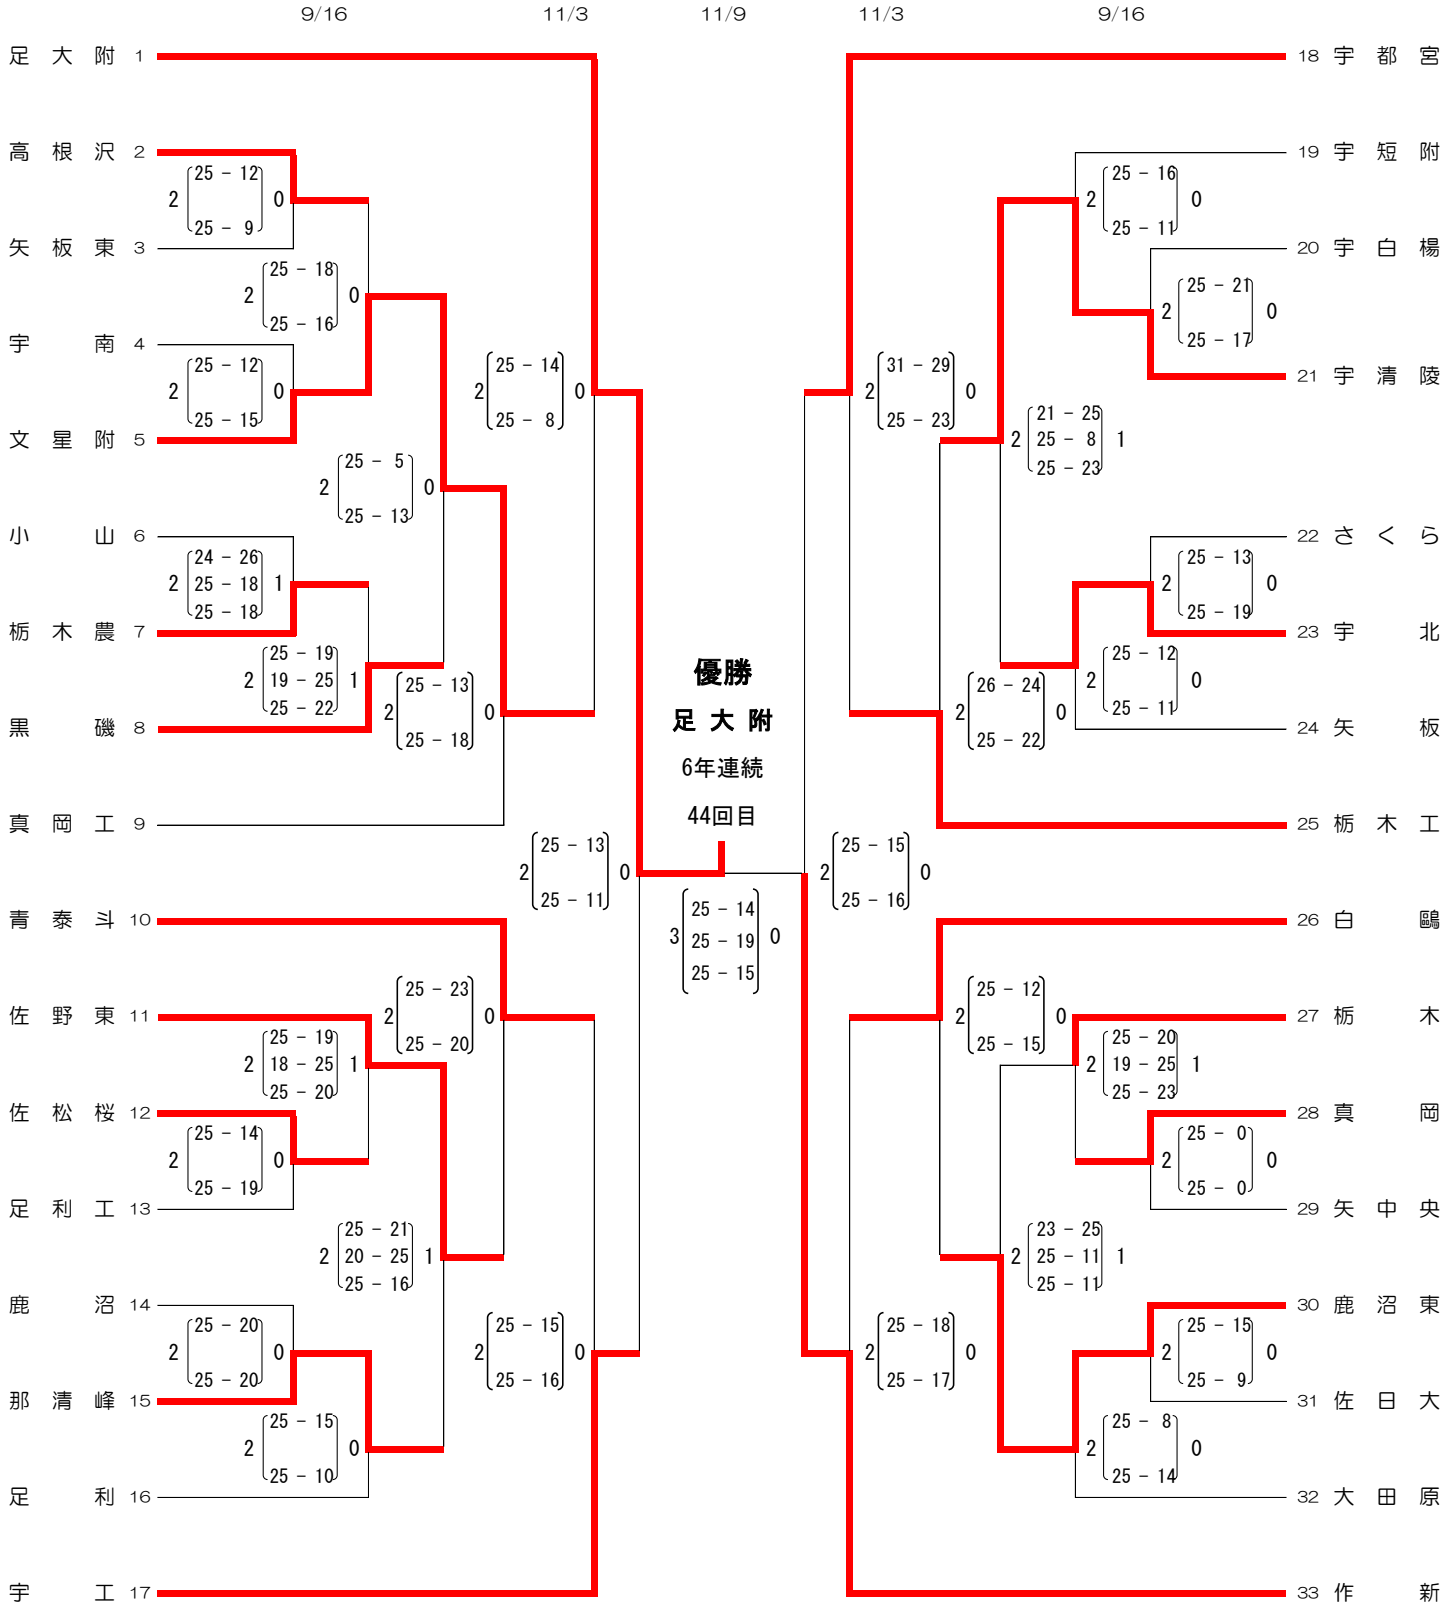 9/16 11/3 11/9 11/3 9/16
足大附 1
18 宇都宮
高根沢 2
19 宇短附
25 - 12
2 0
25 - 9
25 - 16
2 0
25 - 11
矢板東 3
20 宇白楊
25 - 18
2 0
25 - 16
25 - 21
2 0
25 - 17
宇南 4
25 - 12
2 0
25 - 15
25 - 14
2 0
25 - 8
31 - 29
2 0
25 - 23
21 宇清陵
文星附 5
21 - 25
2 25 - 8 1
25 - 23
25 - 5
2 0
25 - 13
小山 6
22 さくら
24 - 26
2 25 - 18 1
25 - 18
25 - 13
2 0
25 - 19
栃木農 7
23 宇北
25 - 19
2 19 - 25 1
25 - 22
25 - 13
2 0
25 - 18
優勝
足大附
6年連続
44回目
26 - 24
2 0
25 - 22
25 - 12
2 0
25 - 11
黒磯 8
24 矢板
真岡工 9
25 栃木工
25 - 13
2 0
25 - 11
25 - 15
2 0
25 - 16
25 - 14
3 25 - 19 0
25 - 15
青泰斗 10
26 白鷗
25 - 23
2 0
25 - 20
25 - 12
2 0
25 - 15
佐野東 11
27 栃木
25 - 19
2 18 - 25 1
25 - 20
25 - 20
2 19 - 25 1
25 - 23
佐松桜 12
28 真岡
25 - 14
2 0
25 - 19
25 - 0
2 0
25 - 0
足利工 13
29 矢中央
25 - 21
2 20 - 25 1
25 - 16
23 - 25
2 25 - 11 1
25 - 11
鹿沼 14
30 鹿沼東
25 - 20
2 0
25 - 20
25 - 15
2 0
25 - 16
25 - 18
2 0
25 - 17
25 - 15
2 0
25 - 9
那清峰 15
31 佐日大
25 - 15
2 0
25 - 10
25 - 8
2 0
25 - 14
足利 16
32 大田原
宇工 17
33 作新